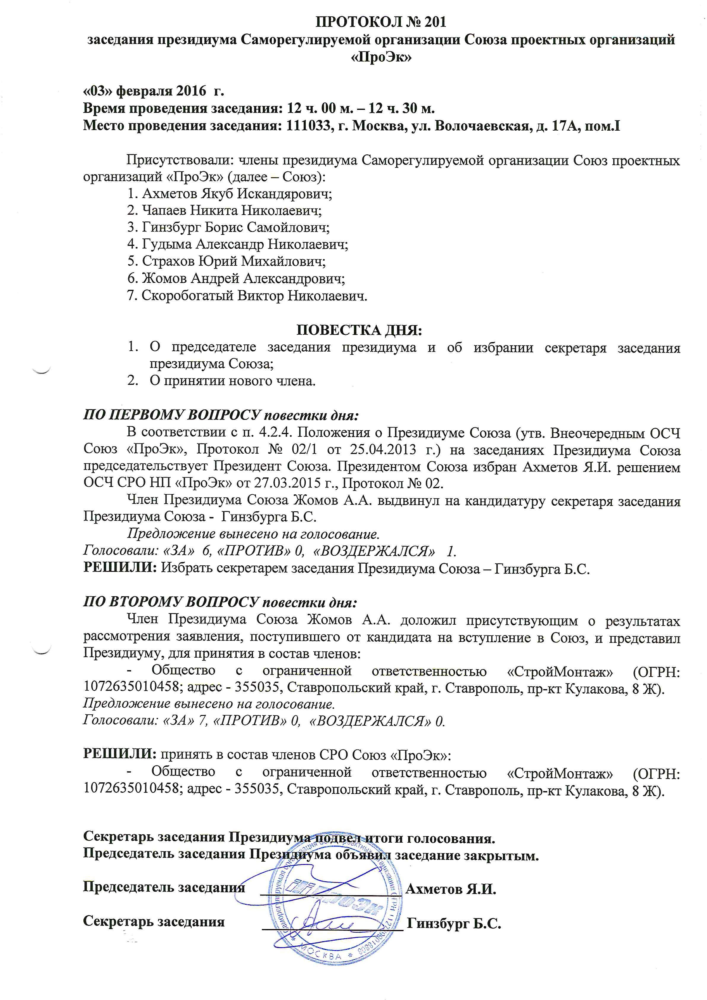 ПРОТОКОЛ № 201
заседания президиума Саморегулируемой организации Союза проектных организаций
«ПроЭк»
«03» февраля 2016 г.
Время проведения заседания: 12 ч. 00 м. – 12 ч. 30 м.
Место проведения заседания: 111033, г. Москва, ул. Волочаевская, д. 17А, пом.I
Присутствовали: члены президиума Саморегулируемой организации Союз проектных
организаций «ПроЭк» (далее – Союз):
1. Ахметов Якуб Искандярович;
2. Чапаев Никита Николаевич;
3. Гинзбург Борис Самойлович;
4. Гудыма Александр Николаевич;
5. Страхов Юрий Михайлович;
6. Жомов Андрей Александрович;
7. Скоробогатый Виктор Николаевич.
ПОВЕСТКА ДНЯ:
1. О председателе заседания президиума и об избрании секретаря заседания
президиума Союза;
2. О принятии нового члена.
ПО ПЕРВОМУ ВОПРОСУ повестки дня:
В соответствии с п. 4.2.4. Положения о Президиуме Союза (утв. Внеочередным ОСЧ
Союз «ПроЭк», Протокол № 02/1 от 25.04.2013 г.) на заседаниях Президиума Союза
председательствует Президент Союза. Президентом Союза избран Ахметов Я.И. решением
ОСЧ СРО НП «ПроЭк» от 27.03.2015 г., Протокол № 02.
Член Президиума Союза Жомов А.А. выдвинул на кандидатуру секретаря заседания
Президиума Союза - Гинзбурга Б.С.
Предложение вынесено на голосование.
Голосовали: «ЗА» 6, «ПРОТИВ» 0, «ВОЗДЕРЖАЛСЯ» 1.
РЕШИЛИ: Избрать секретарем заседания Президиума Союза – Гинзбурга Б.С.
ПО ВТОРОМУ ВОПРОСУ повестки дня:
Член Президиума Союза Жомов А.А. доложил присутствующим о результатах
рассмотрения заявления, поступившего от кандидата на вступление в Союз, и представил
Президиуму, для принятия в состав членов:
- Общество с ограниченной ответственностью «СтройМонтаж» (ОГРН:
1072635010458; адрес - 355035, Ставропольский край, г. Ставрополь, пр-кт Кулакова, 8 Ж).
Предложение вынесено на голосование.
Голосовали: «ЗА» 7, «ПРОТИВ» 0, «ВОЗДЕРЖАЛСЯ» 0.
РЕШИЛИ: принять в состав членов СРО Союз «ПроЭк»:
- Общество с ограниченной ответственностью «СтройМонтаж» (ОГРН:
1072635010458; адрес - 355035, Ставропольский край, г. Ставрополь, пр-кт Кулакова, 8 Ж).
Секретарь заседания Президиума подвел итоги голосования.
Председатель заседания Президиума объявил заседание закрытым.
Председатель заседания Ахметов Я.И.
Секретарь заседания Гинзбург Б.С.
Саморегулируемая организация проектных организаций ОГРН
ПроЭк
* МОСКВА *